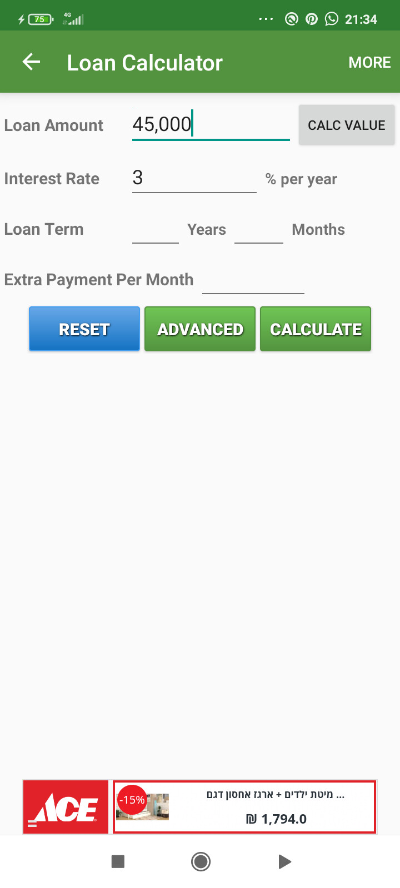 75 4G 21:34
Loan Calculator MORE
Loan Amount 45,000 CALC VALUE
Interest Rate 3 % per year
Loan Term Years Months
Extra Payment Per Month
RESET ADVANCED CALCULATE
ACE
-15%
מיטת ילדים + ארגז אחסון דגם ...
₪ 1,794.0